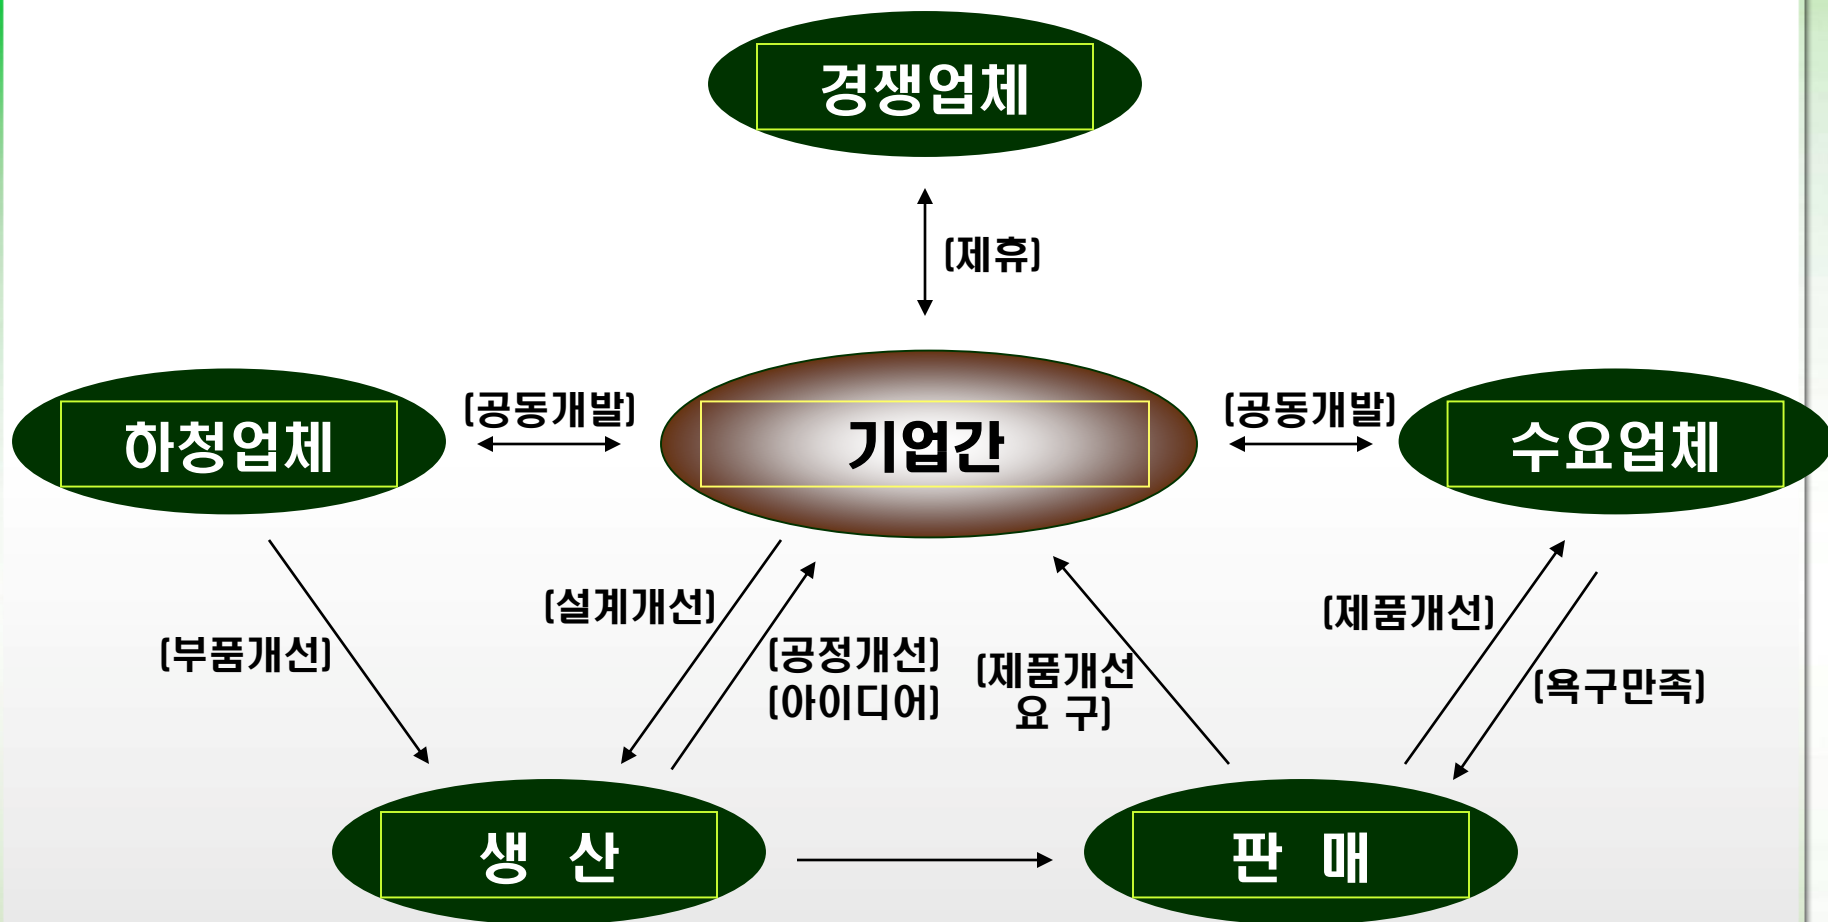 경쟁업체
(제휴)
(공동개발)
(공동개발)
하청업체
기업간
수요업체
(설계개선)
(제품개선)
(부품개선)
(공정개선)
(아이디어)
(제품개선
요 구)
(욕구만족)
생 산
판 매